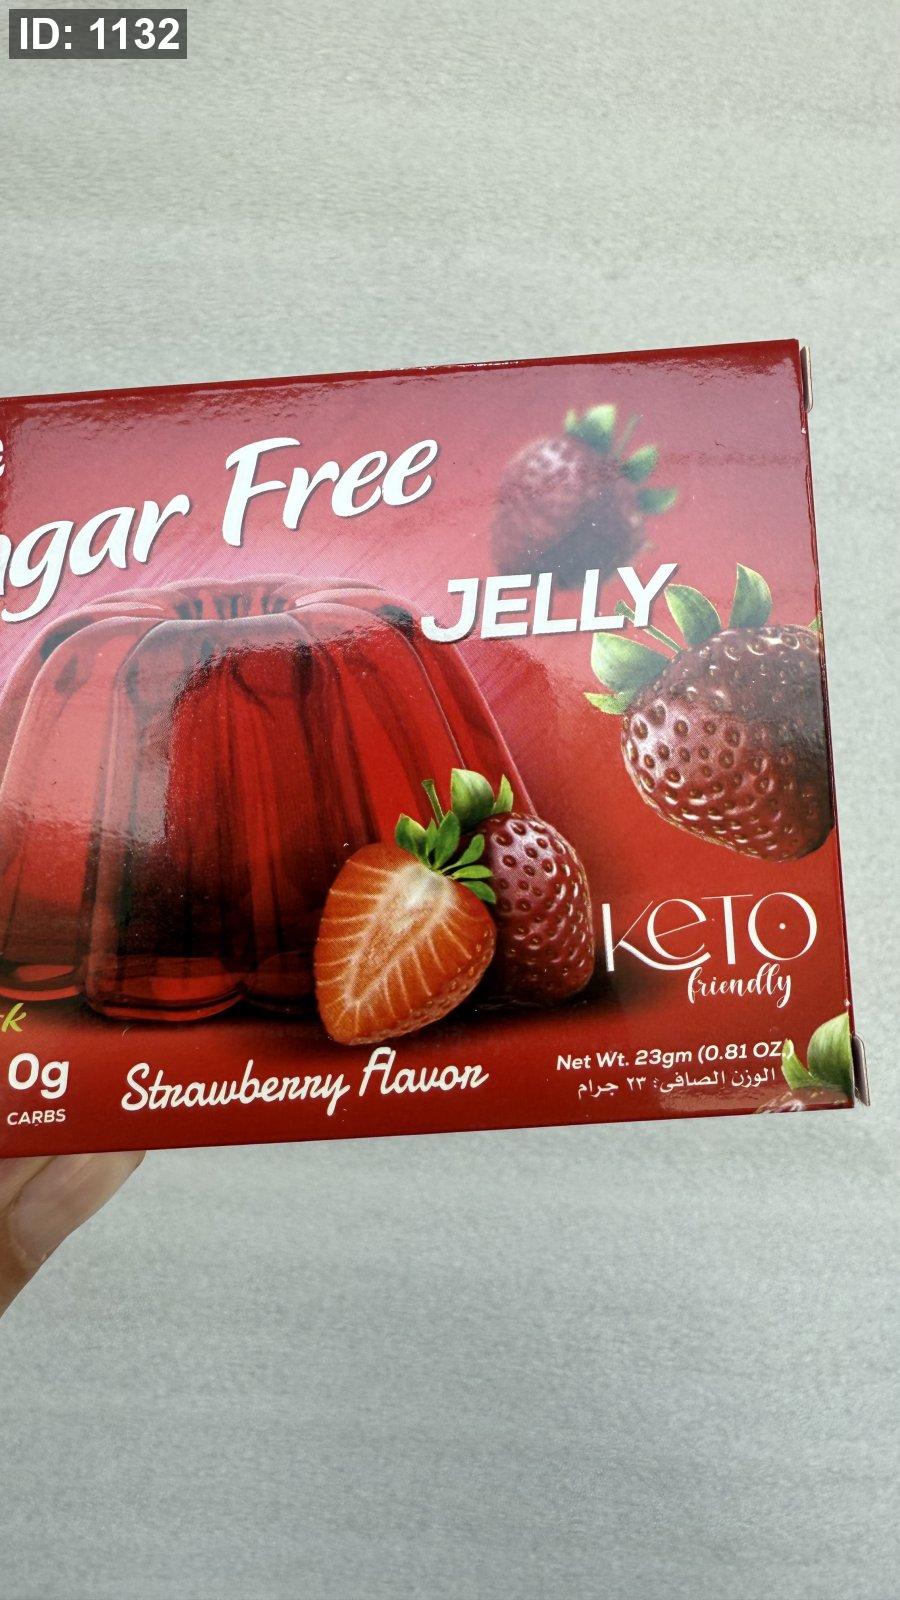 ID: 1132
e
ugar Free
JELLY
KETO
friendly
k
0g
CARBS
Strawberry Flavor
Net Wt. 23gm (0.81 OZ.)
الوزن الصافي: ٢٣ جرام